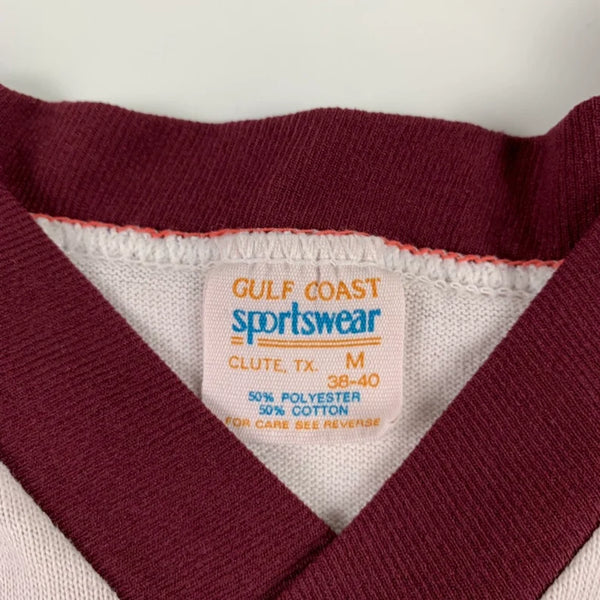 GULF COAST
sportswear
CLUTE, TX. M
38-40
50% POLYESTER
50% COTTON
FOR CARE SEE REVERSE